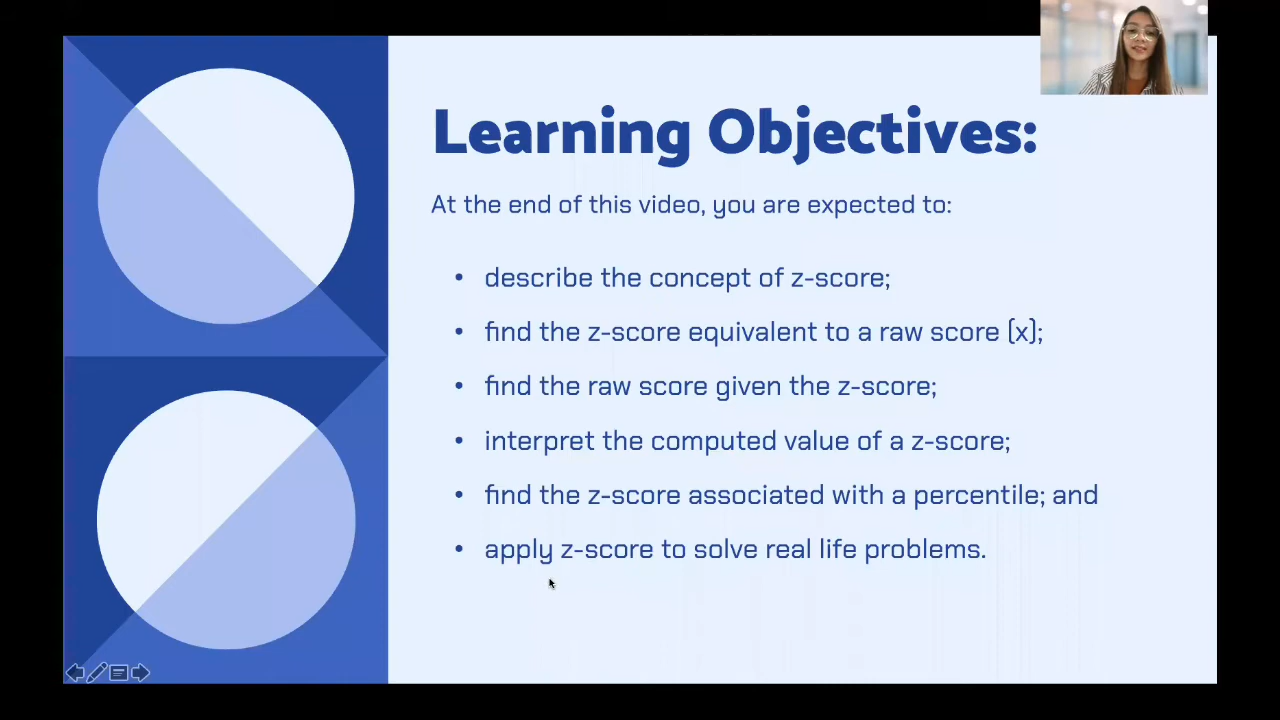 Learning Objectives:
At the end of this video, you are expected to:
• describe the concept of z-score;
• find the z-score equivalent to a raw score (x);
• find the raw score given the z-score;
• interpret the computed value of a z-score;
• find the z-score associated with a percentile; and
• apply z-score to solve real life problems.